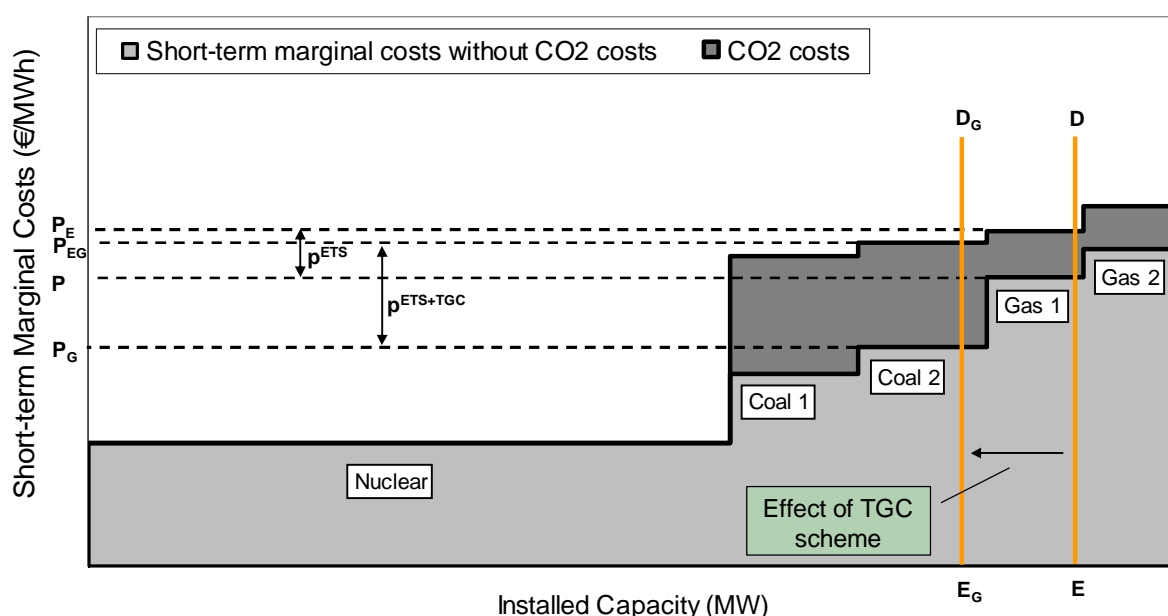 Short-term marginal costs without CO2 costs
CO2 costs
Short-term Marginal Costs (€/MWh)
D_G
D
P_E
P_EG
p^ETS
P
p^ETS+TGC
P_G
Gas 2
Gas 1
Coal 2
Coal 1
Nuclear
Effect of TGC
scheme
E_G
E
Installed Capacity (MW)